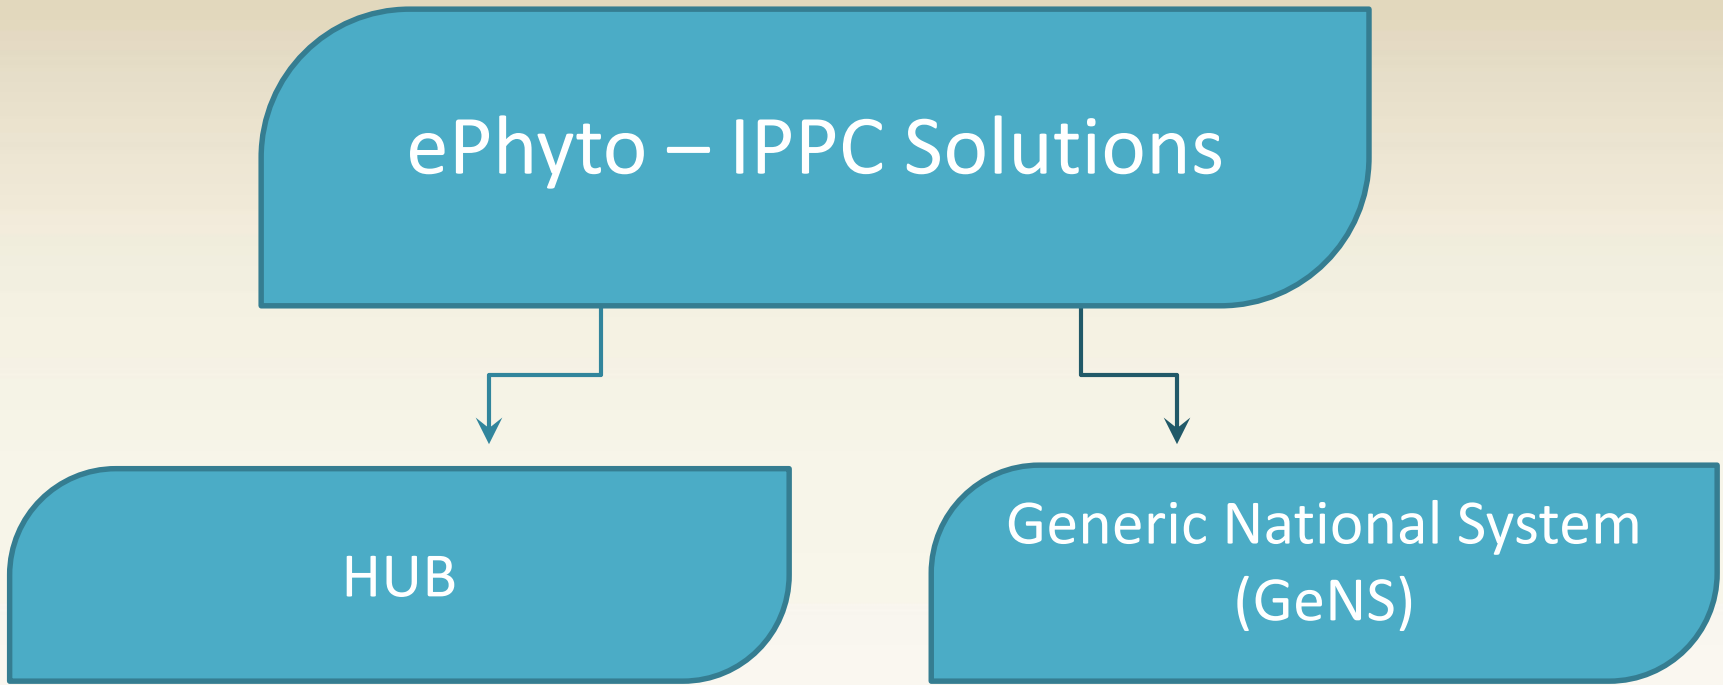 ePhyto – IPPC Solutions
HUB
Generic National System
(GeNS)